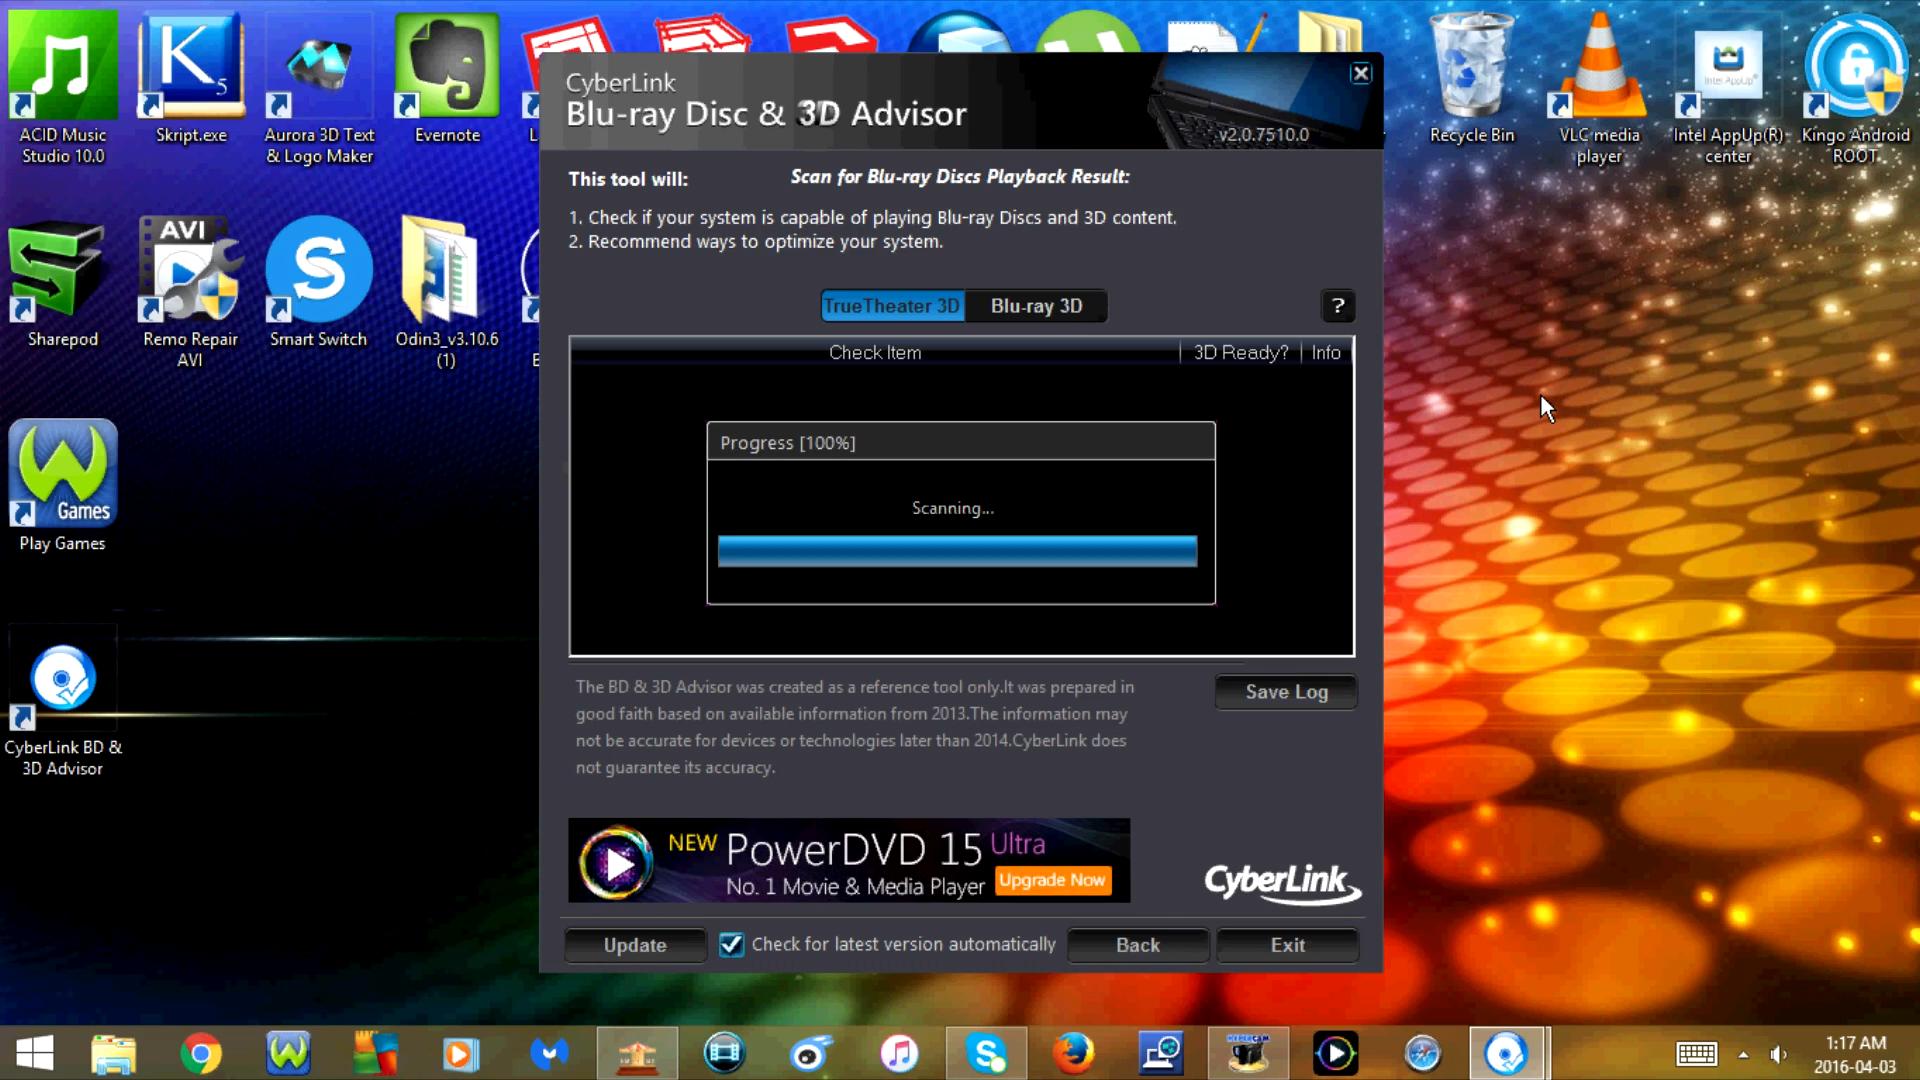 ACID Music
Studio 10.0
K
5
Skript.exe
Aurora 3D Text
& Logo Maker
Evernote
CyberLink
Blu-ray Disc & 3D Advisor
v2.0.7510.0
Recycle Bin
VLC media
player
Intel AppUp®
Intel AppUp(R)
center
Kingo Android
ROOT
This tool will:
Scan for Blu-ray Discs Playback Result:
1. Check if your system is capable of playing Blu-ray Discs and 3D content.
2. Recommend ways to optimize your system.
Sharepod
AVI
Remo Repair
AVI
S
Smart Switch
Odin3_v3.10.6
(1)
TrueTheater 3D
Blu-ray 3D
?
Check Item
3D Ready?
Info
Progress [100%]
Scanning...
Games
Play Games
CyberLink BD &
3D Advisor
The BD & 3D Advisor was created as a reference tool only.It was prepared in
good faith based on available information from 2013.The information may
not be accurate for devices or technologies later than 2014.CyberLink does
not guarantee its accuracy.
Save Log
NEW PowerDVD 15 Ultra
No. 1 Movie & Media Player
Upgrade Now
CyberLink
Update
Check for latest version automatically
Back
Exit
HYPERCAM
1:17 AM
2016-04-03